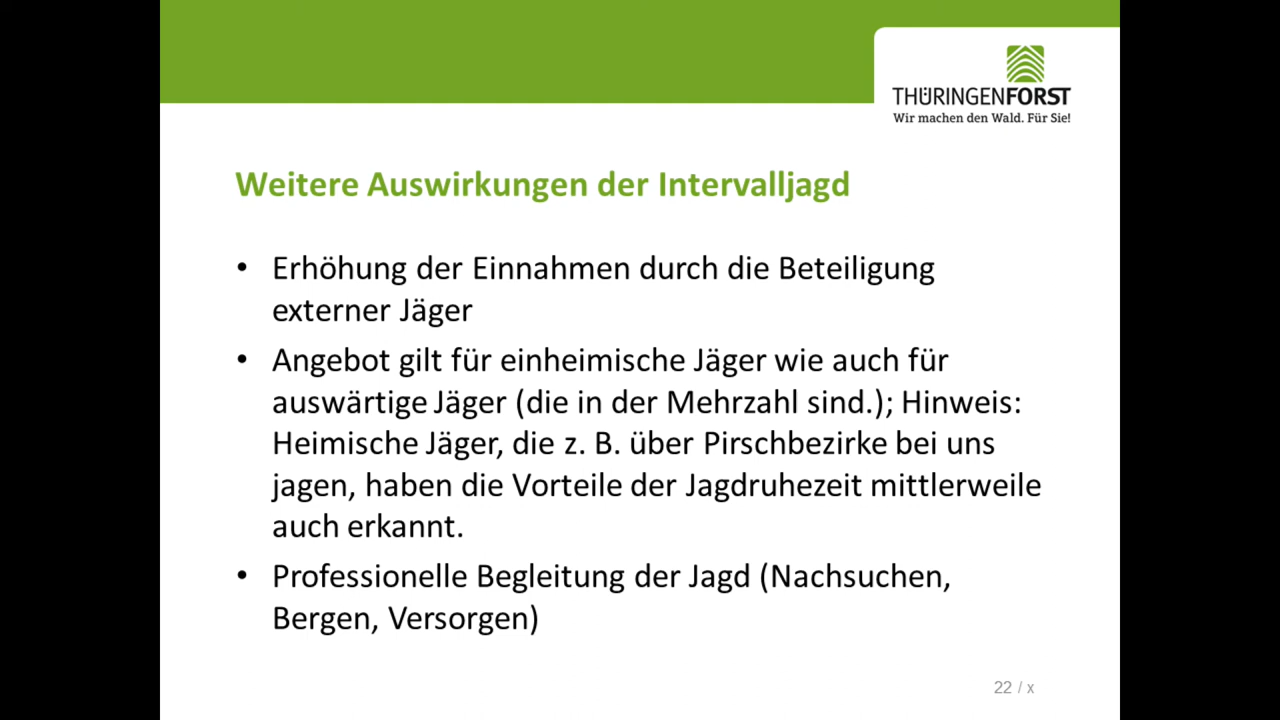 THÜRINGENFORST
Wir machen den Wald. Für Sie!
Weitere Auswirkungen der Intervalljagd
• Erhöhung der Einnahmen durch die Beteiligung
externer Jäger
• Angebot gilt für einheimische Jäger wie auch für
auswärtige Jäger (die in der Mehrzahl sind.); Hinweis:
Heimische Jäger, die z. B. über Pirschbezirke bei uns
jagen, haben die Vorteile der Jagdruhezeit mittlerweile
auch erkannt.
• Professionelle Begleitung der Jagd (Nachsuchen,
Bergen, Versorgen)
22 / x